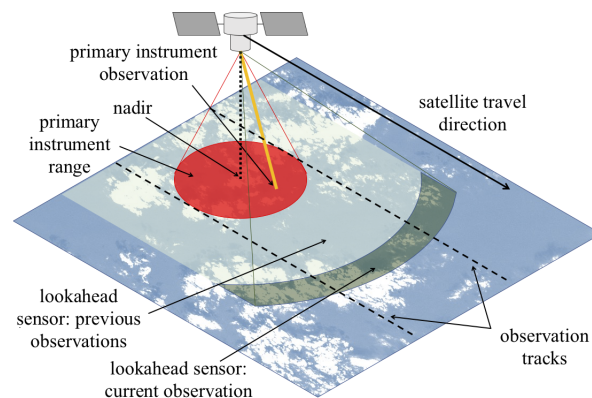 primary instrument
observation
nadir
primary
instrument
range
satellite travel
direction
lookahead
sensor: previous
observations
lookahead sensor:
current observation
observation
tracks